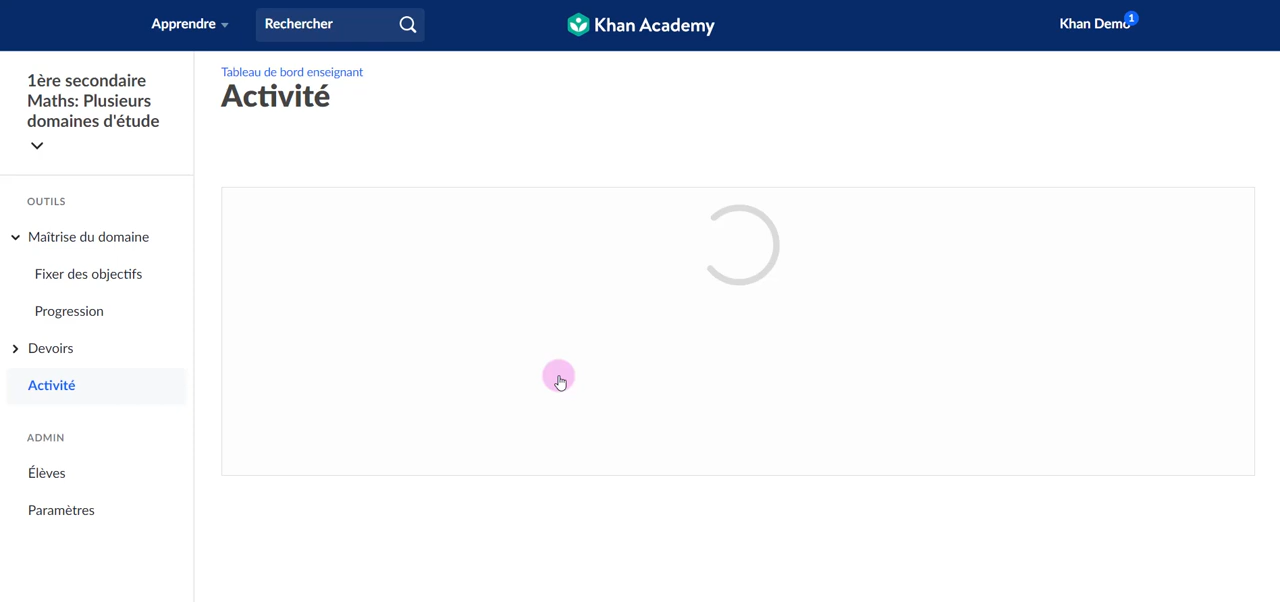 Apprendre
Rechercher
Khan Academy
Khan Demo
1
1ère secondaire
Maths: Plusieurs
domaines d'étude
OUTILS
Maîtrise du domaine
Fixer des objectifs
Progression
Devoirs
Activité
ADMIN
Élèves
Paramètres
Tableau de bord enseignant
Activité